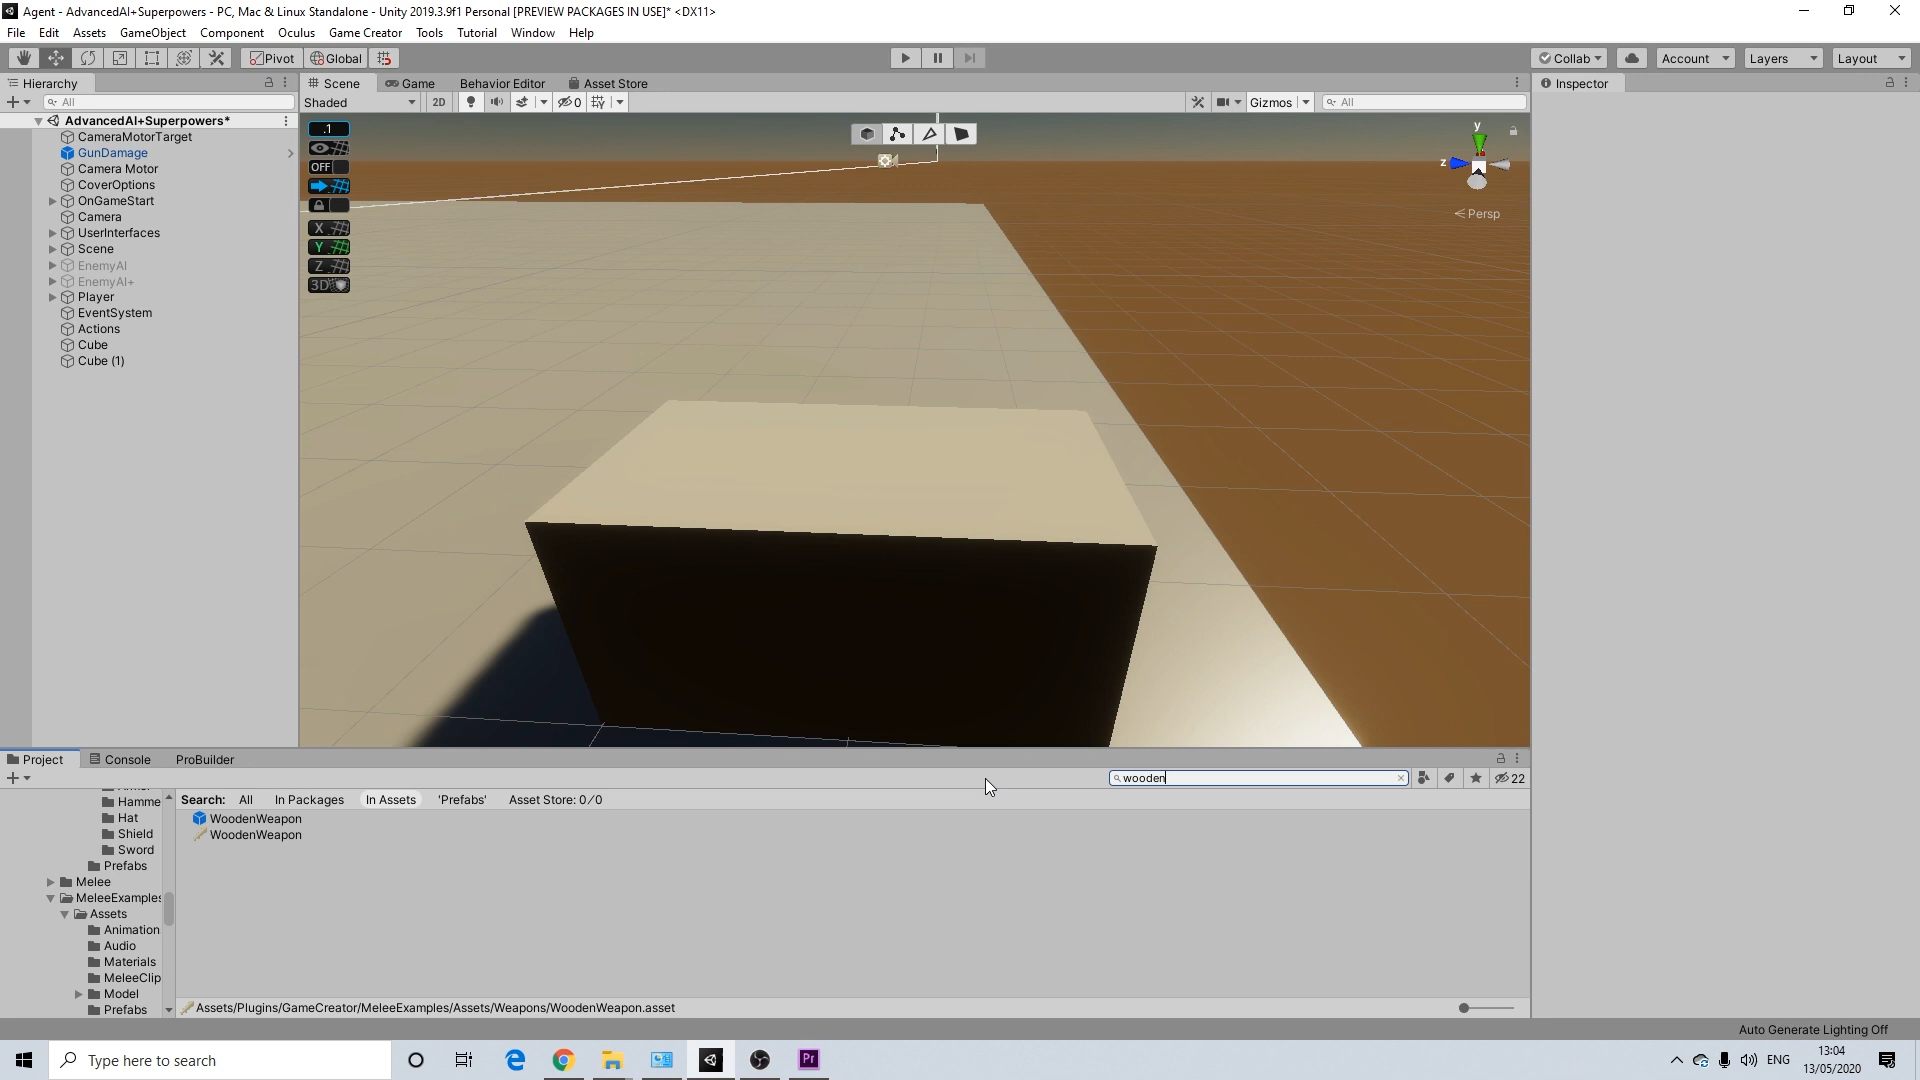 Agent - AdvancedAI+Superpowers - PC, Mac & Linux Standalone - Unity 2019.3.9f1 Personal [PREVIEW PACKAGES IN USE]* <DX11>
File Edit Assets GameObject Component Oculus Game Creator Tools Tutorial Window Help
Pivot Global Collab Account Layers Layout
Hierarchy Scene Game Behavior Editor Asset Store Inspector
All Shaded 2D 0 Gizmos All
AdvancedAI+Superpowers*
CameraMotorTarget
GunDamage
Camera Motor
CoverOptions
OnGameStart
Camera
UserInterfaces
Scene
EnemyAI
EnemyAI+
Player
EventSystem
Actions
Cube
Cube (1)
.1
OFF
X
Y
Z
3D
y
z
Persp
Project Console ProBuilder
wooden 22
Search: All In Packages In Assets 'Prefabs' Asset Store: 0/0
Hamme
Hat
Shield
Sword
Prefabs
Melee
MeleeExamples
Assets
Animation
Audio
Materials
MeleeClip
Model
Prefabs
WoodenWeapon
WoodenWeapon
Assets/Plugins/GameCreator/MeleeExamples/Assets/Weapons/WoodenWeapon.asset
Auto Generate Lighting Off
Type here to search
Pr
ENG
13:04
13/05/2020